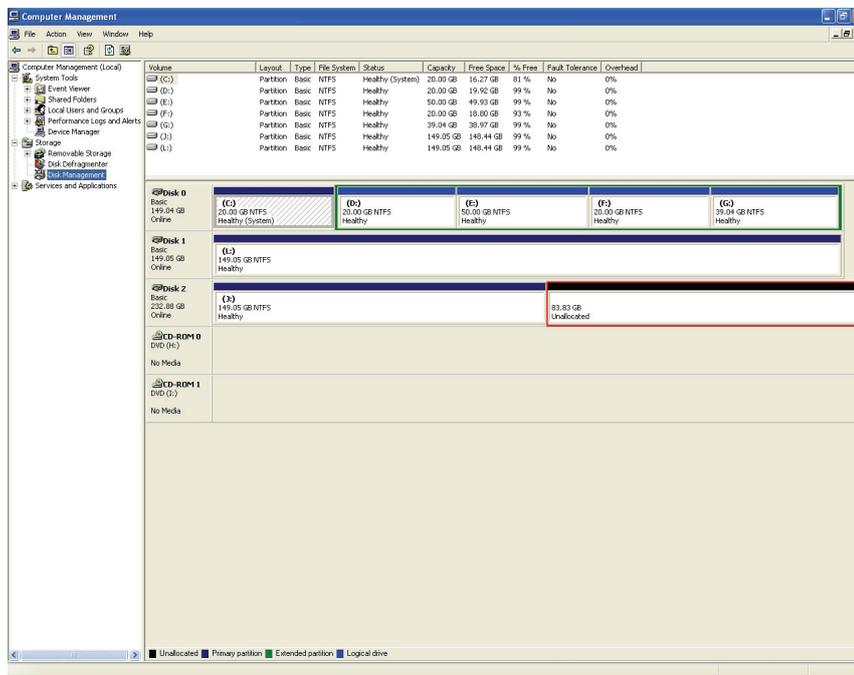 Computer Management
File Action View Window Help
Computer Management (Local)
System Tools
Event Viewer
Shared Folders
Local Users and Groups
Performance Logs and Alerts
Device Manager
Storage
Removable Storage
Disk Defragmenter
Disk Management
Services and Applications
Volume Layout Type File System Status Capacity Free Space % Free Fault Tolerance Overhead
(C:) Partition Basic NTFS Healthy (System) 20.00 GB 16.27 GB 81 % No 0%
(D:) Partition Basic NTFS Healthy 20.00 GB 19.92 GB 99 % No 0%
(E:) Partition Basic NTFS Healthy 50.00 GB 49.93 GB 99 % No 0%
(F:) Partition Basic NTFS Healthy 20.00 GB 18.80 GB 93 % No 0%
(G:) Partition Basic NTFS Healthy 39.04 GB 38.97 GB 99 % No 0%
(J:) Partition Basic NTFS Healthy 149.05 GB 148.44 GB 99 % No 0%
(L:) Partition Basic NTFS Healthy 149.05 GB 148.44 GB 99 % No 0%
Disk 0
Basic
149.04 GB
Online
(C:)
20.00 GB NTFS
Healthy (System)
(D:)
20.00 GB NTFS
Healthy
(E:)
50.00 GB NTFS
Healthy
(F:)
20.00 GB NTFS
Healthy
(G:)
39.04 GB NTFS
Healthy
Disk 1
Basic
149.05 GB
Online
(L:)
149.05 GB NTFS
Healthy
Disk 2
Basic
232.88 GB
Online
(J:)
149.05 GB NTFS
Healthy
83.83 GB
Unallocated
CD-ROM 0
DVD (H:)
No Media
CD-ROM 1
DVD (I:)
No Media
Unallocated Primary partition Extended partition Logical drive